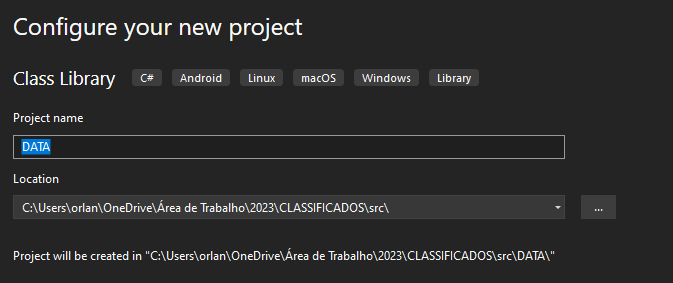 Configure your new project
Class Library C# Android Linux macOS Windows Library
Project name
DATA
Location
C:\Users\orlan\OneDrive\Área de Trabalho\2023\CLASSIFICADOS\src\
...
Project will be created in "C:\Users\orlan\OneDrive\Área de Trabalho\2023\CLASSIFICADOS\src\DATA\"